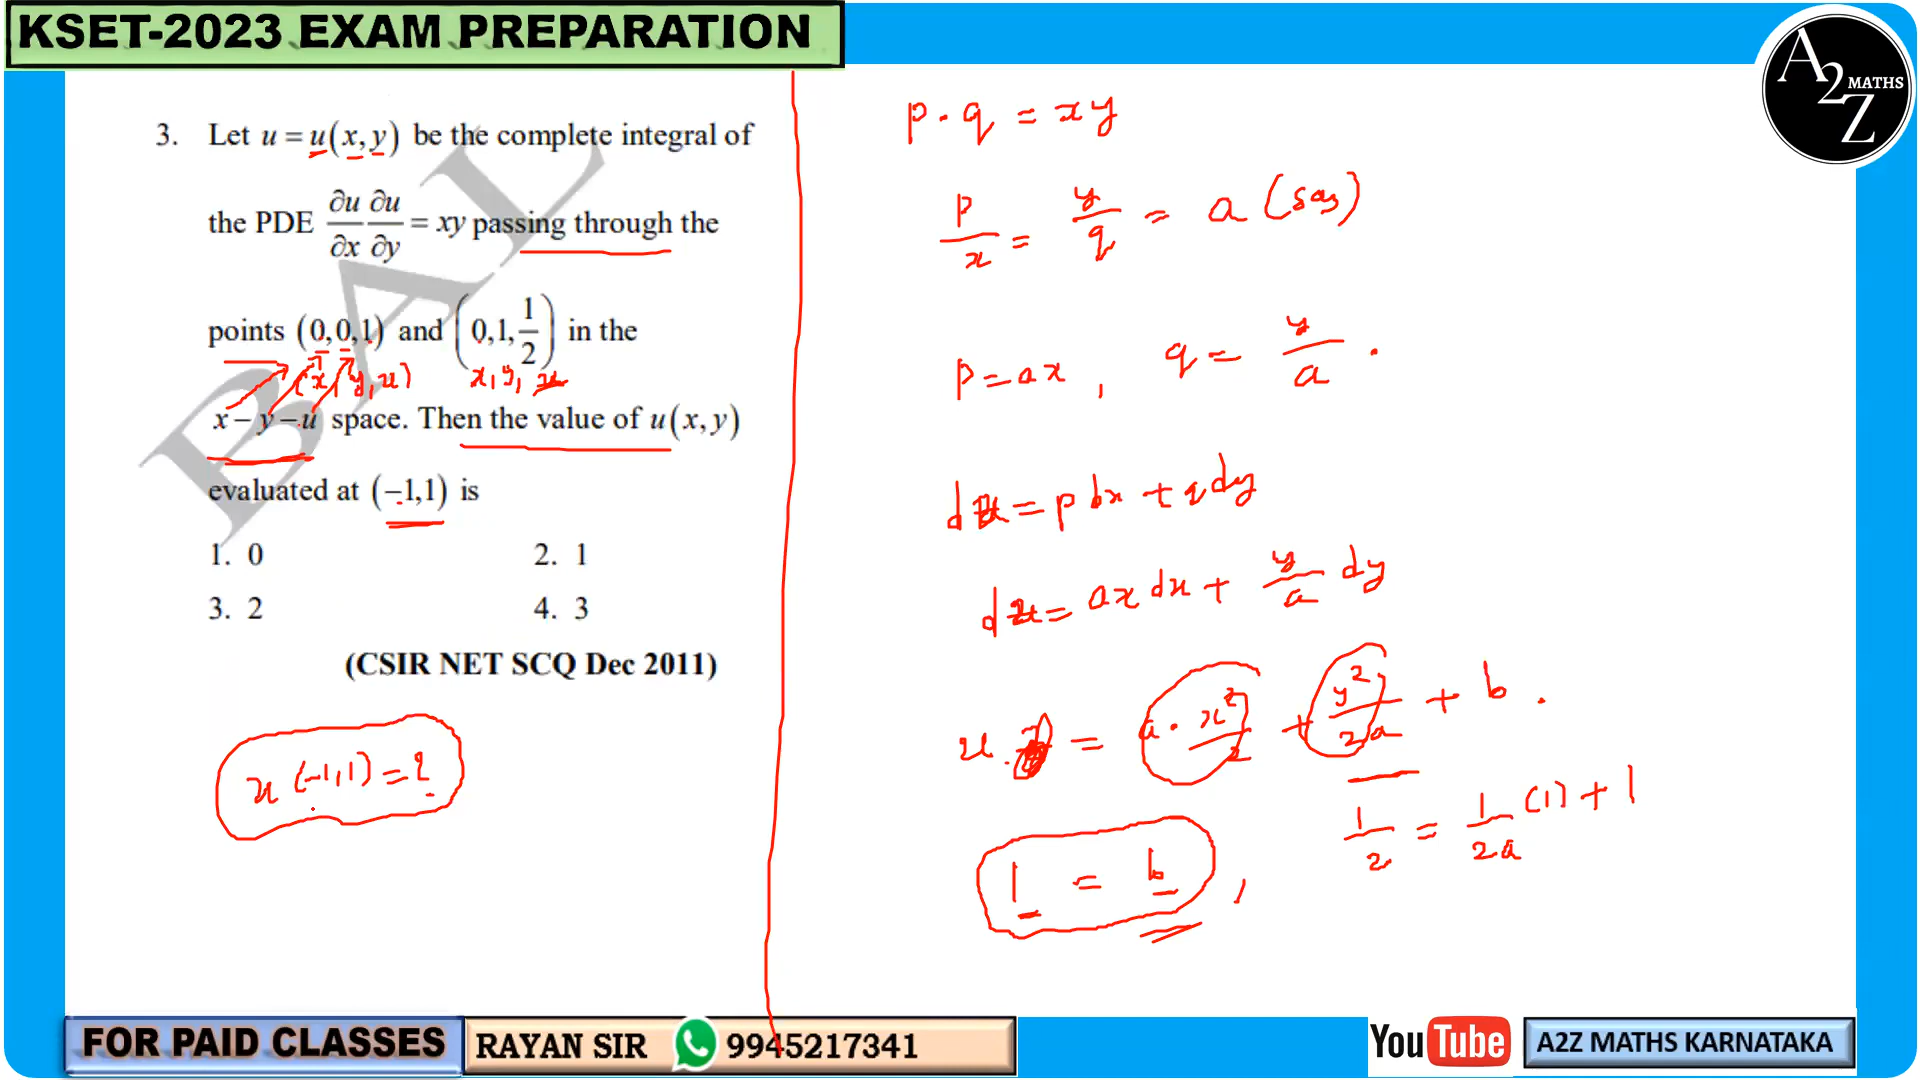 KSET-2023 EXAM PREPARATION
A2Z MATHS
3. Let u = u(x, y) be the complete integral of
the PDE ∂u/∂x ∂u/∂y = xy passing through the
points (0,0,1) and (0,1,1/2) in the
(x, y, u) x, y, u
x – y – u space. Then the value of u(x, y)
evaluated at (–1,1) is
1. 0 2. 1
3. 2 4. 3
(CSIR NET SCQ Dec 2011)
u(-1,1) = ?
BAL
p · q = xy
p/x = y/q = a (say)
p = ax, q = y/a .
du = p dx + q dy
du = ax dx + y/a dy
u = a · x²/2 + y²/2a + b .
1/2 = 1/2a (1) + 1
1 = b ,
FOR PAID CLASSES RAYAN SIR 9945217341
YouTube A2Z MATHS KARNATAKA